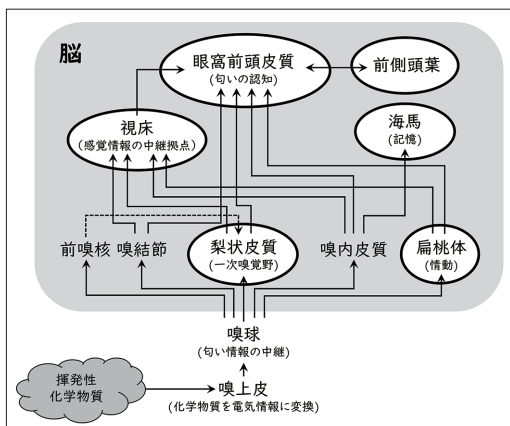 脳
眼窩前頭皮質
(匂いの認知)
前側頭葉
視床
(感覚情報の中継拠点)
海馬
(記憶)
前嗅核
嗅結節
梨状皮質
(一次嗅覚野)
嗅内皮質
扁桃体
(情動)
嗅球
(匂い情報の中継)
揮発性
化学物質
嗅上皮
(化学物質を電気情報に変換)